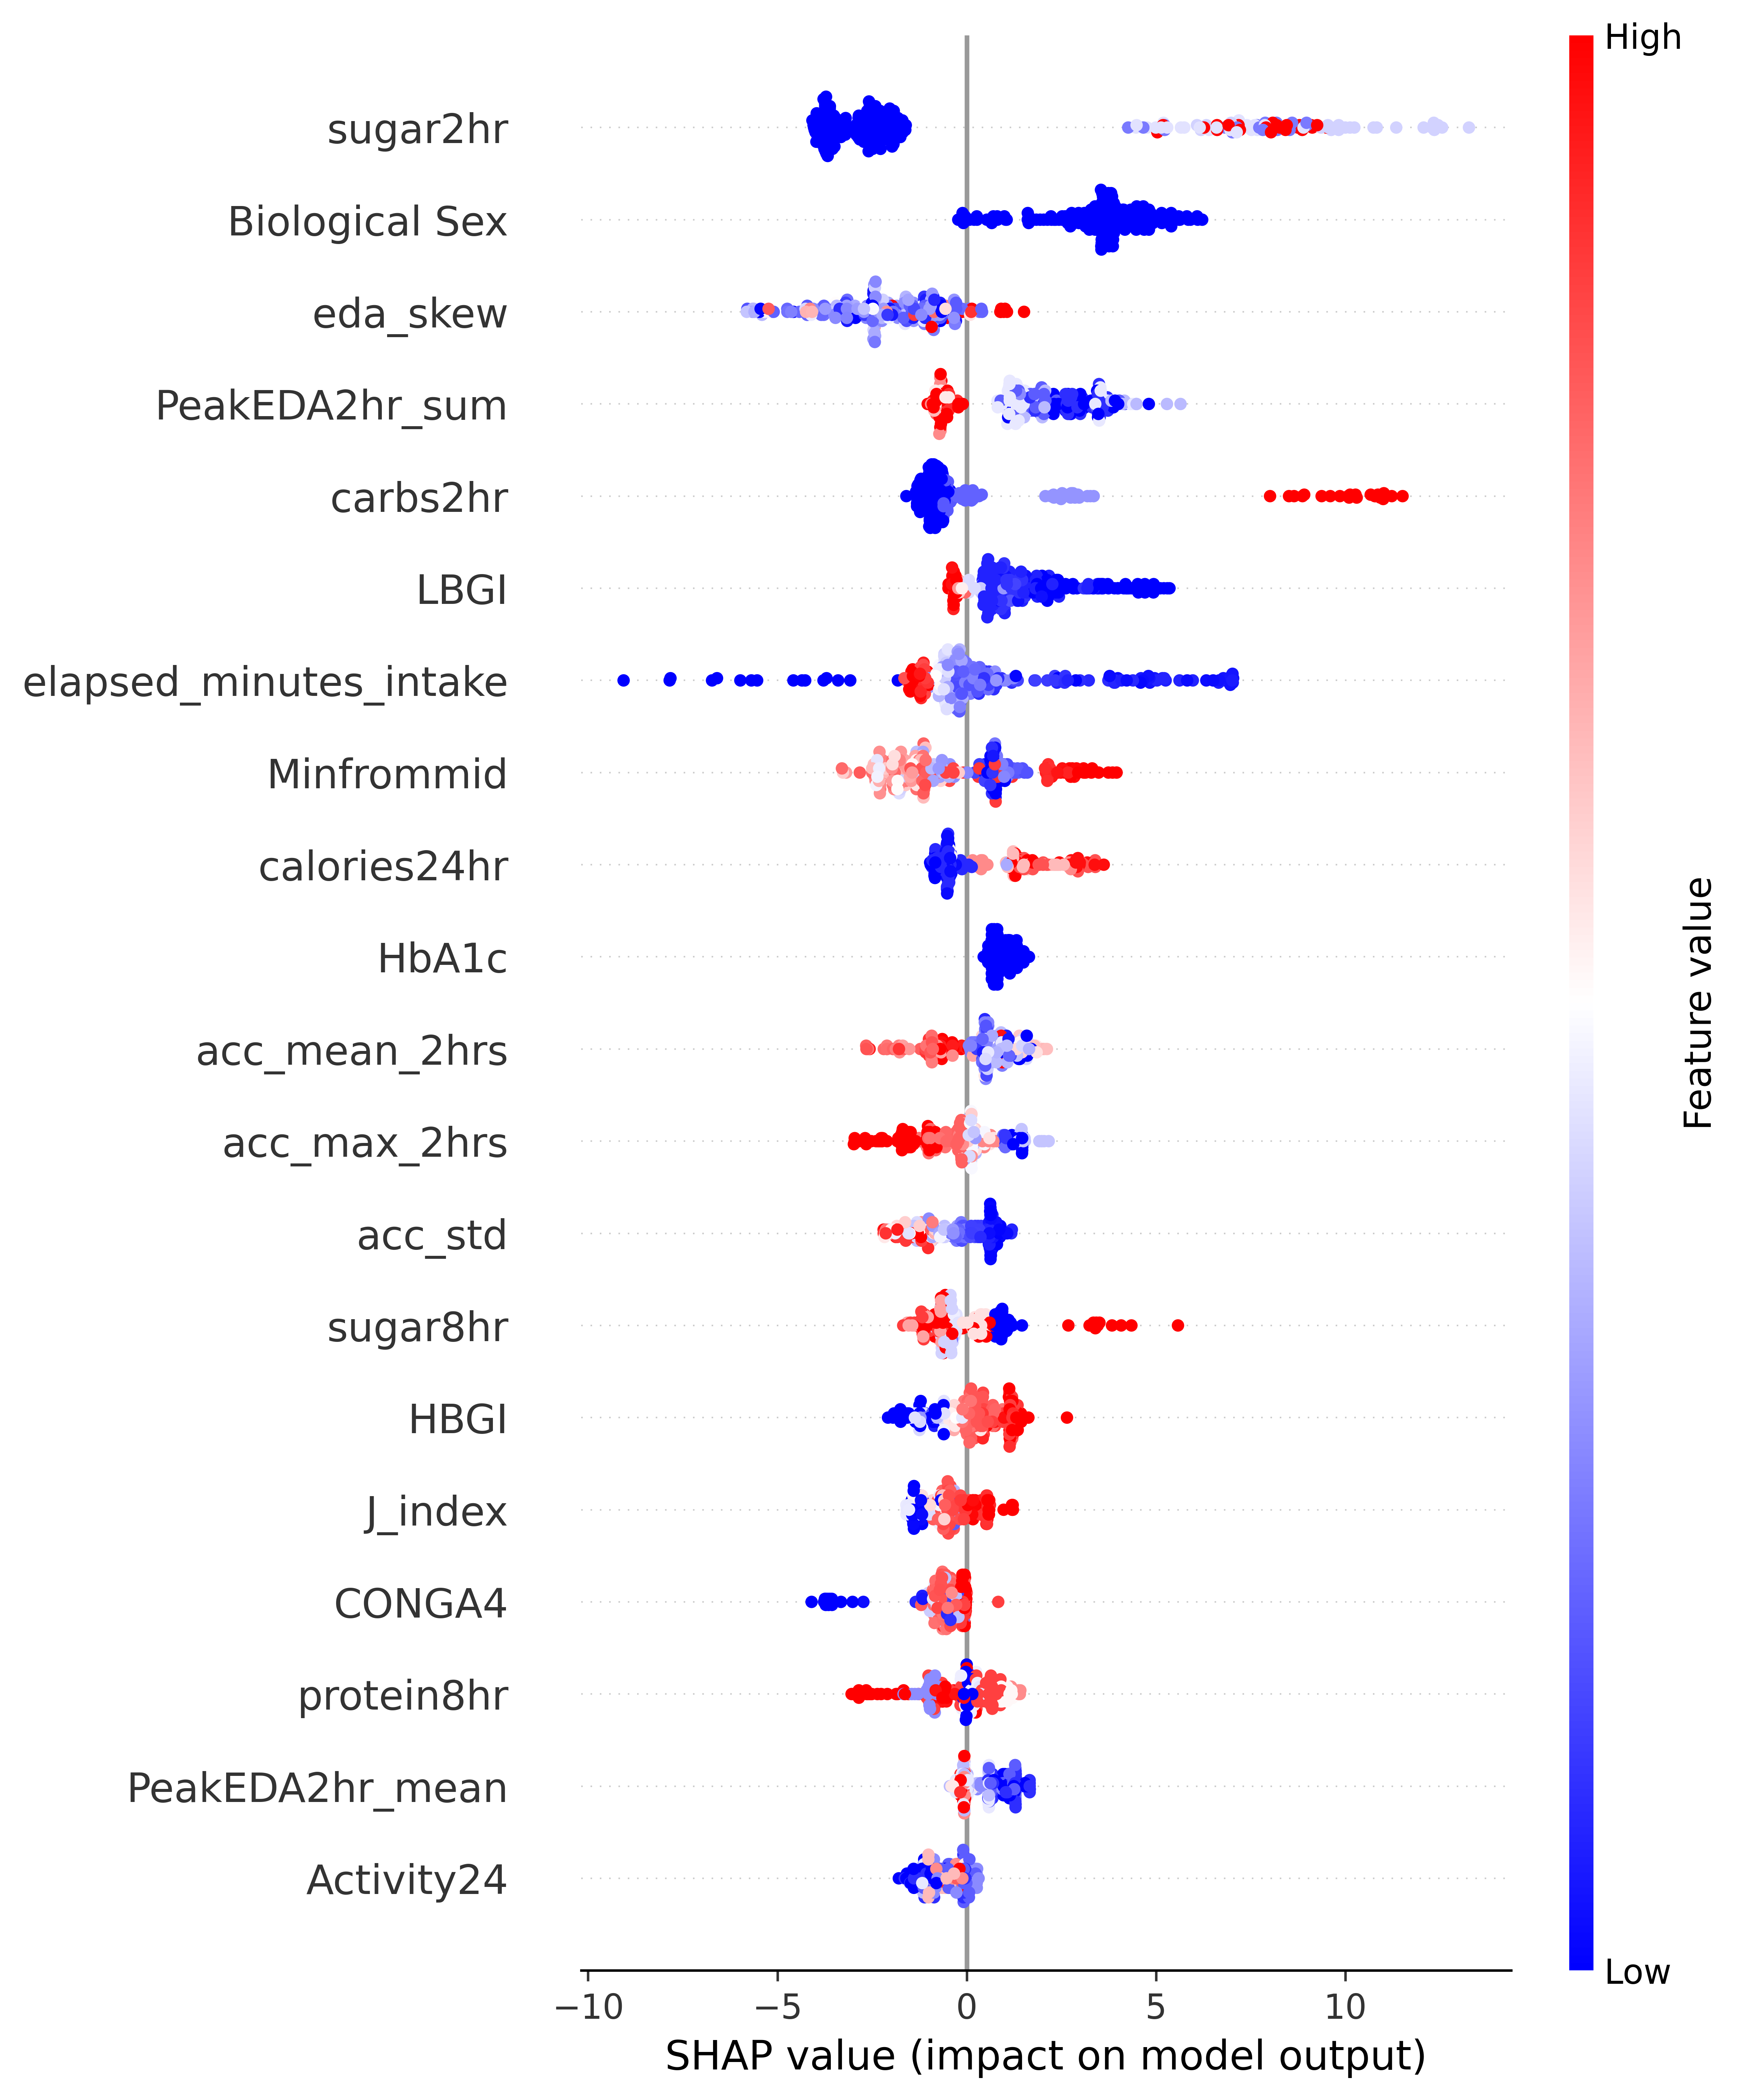 High
sugar2hr
Biological Sex
eda_skew
PeakEDA2hr_sum
carbs2hr
LBGI
elapsed_minutes_intake
Minfrommid
calories24hr
HbA1c
acc_mean_2hrs
acc_max_2hrs
acc_std
sugar8hr
HBGI
J_index
CONGA4
protein8hr
PeakEDA2hr_mean
Activity24
Feature value
Low
−10 −5 0 5 10
SHAP value (impact on model output)